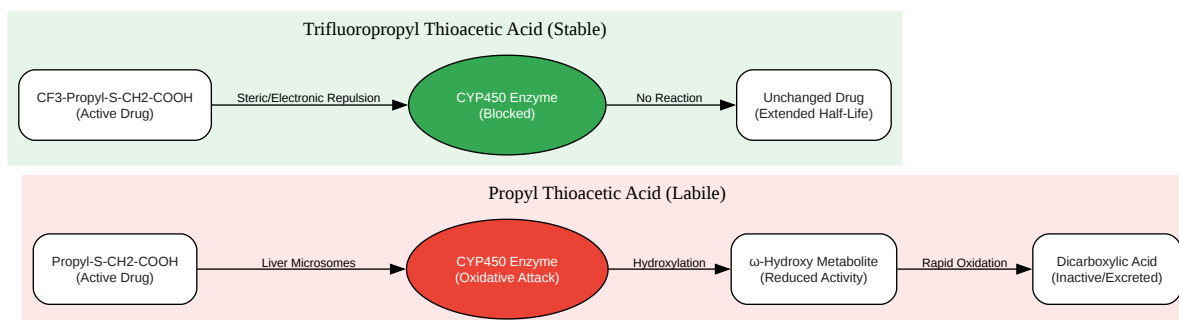 Trifluoropropyl Thioacetic Acid (Stable)
CF3-Propyl-S-CH2-COOH
(Active Drug)
Steric/Electronic Repulsion
CYP450 Enzyme
(Blocked)
No Reaction
Unchanged Drug
(Extended Half-Life)
Propyl Thioacetic Acid (Labile)
Propyl-S-CH2-COOH
(Active Drug)
Liver Microsomes
CYP450 Enzyme
(Oxidative Attack)
Hydroxylation
ω-Hydroxy Metabolite
(Reduced Activity)
Rapid Oxidation
Dicarboxylic Acid
(Inactive/Excreted)